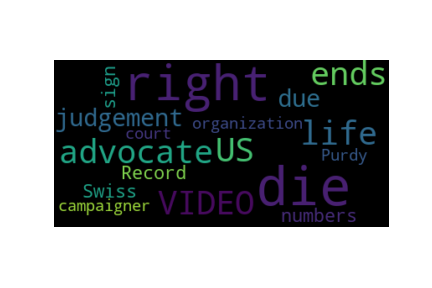 sign right ends
due
judgement organization life
court
advocate US Purdy
Record
Swiss die
campaigner VIDEO numbers